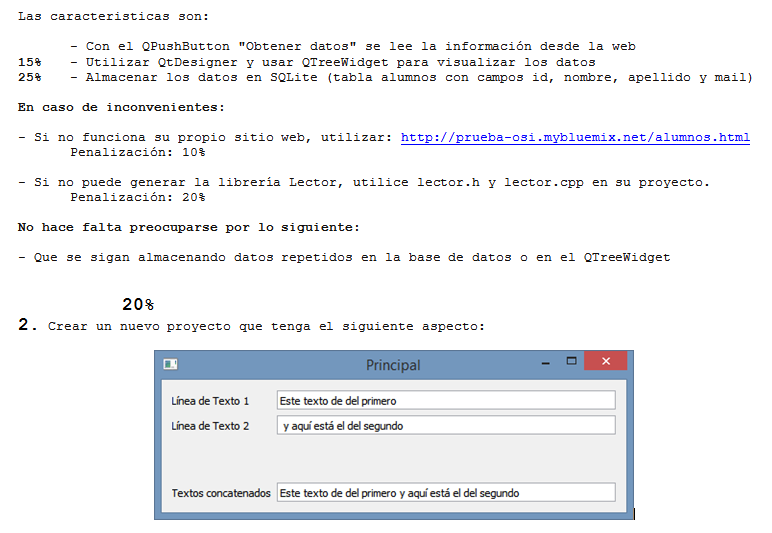 Las caracteristicas son:
- Con el QPushButton "Obtener datos" se lee la información desde la web
15% - Utilizar QtDesigner y usar QTreeWidget para visualizar los datos
25% - Almacenar los datos en SQLite (tabla alumnos con campos id, nombre, apellido y mail)
En caso de inconvenientes:
- Si no funciona su propio sitio web, utilizar: http://prueba-osi.mybluemix.net/alumnos.html
Penalización: 10%
- Si no puede generar la librería Lector, utilice lector.h y lector.cpp en su proyecto.
Penalización: 20%
No hace falta preocuparse por lo siguiente:
- Que se sigan almacenando datos repetidos en la base de datos o en el QTreeWidget
20%
2. Crear un nuevo proyecto que tenga el siguiente aspecto:
Principal
Línea de Texto 1 Este texto de del primero
Línea de Texto 2 y aquí está el del segundo
Textos concatenados Este texto de del primero y aquí está el del segundo